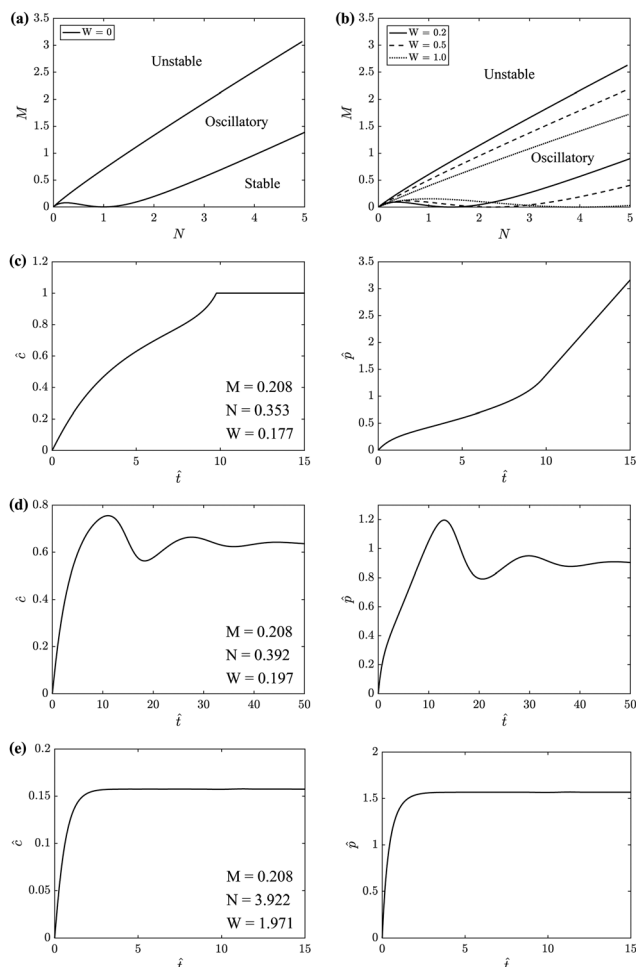 (a)
W = 0
Unstable
Oscillatory
Stable
M
3.5
3
2.5
2
1.5
1
0.5
0
0 1 2 3 4 5
N
(b)
W = 0.2
W = 0.5
W = 1.0
Unstable
Oscillatory
M
3.5
3
2.5
2
1.5
1
0.5
0
0 1 2 3 4 5
N
(c)
ĉ
1.2
1
0.8
0.6
0.4
0.2
0
M = 0.208
N = 0.353
W = 0.177
0 5 10 15
t̂
p̂
3.5
3
2.5
2
1.5
1
0.5
0
0 5 10 15
t̂
(d)
ĉ
0.8
0.6
0.4
0.2
0
M = 0.208
N = 0.392
W = 0.197
0 10 20 30 40 50
t̂
p̂
1.2
1
0.8
0.6
0.4
0.2
0
0 10 20 30 40 50
t̂
(e)
ĉ
0.2
0.15
0.1
0.05
0
M = 0.208
N = 3.922
W = 1.971
0 5 10 15
t̂
p̂
2
1.5
1
0.5
0
0 5 10 15
t̂